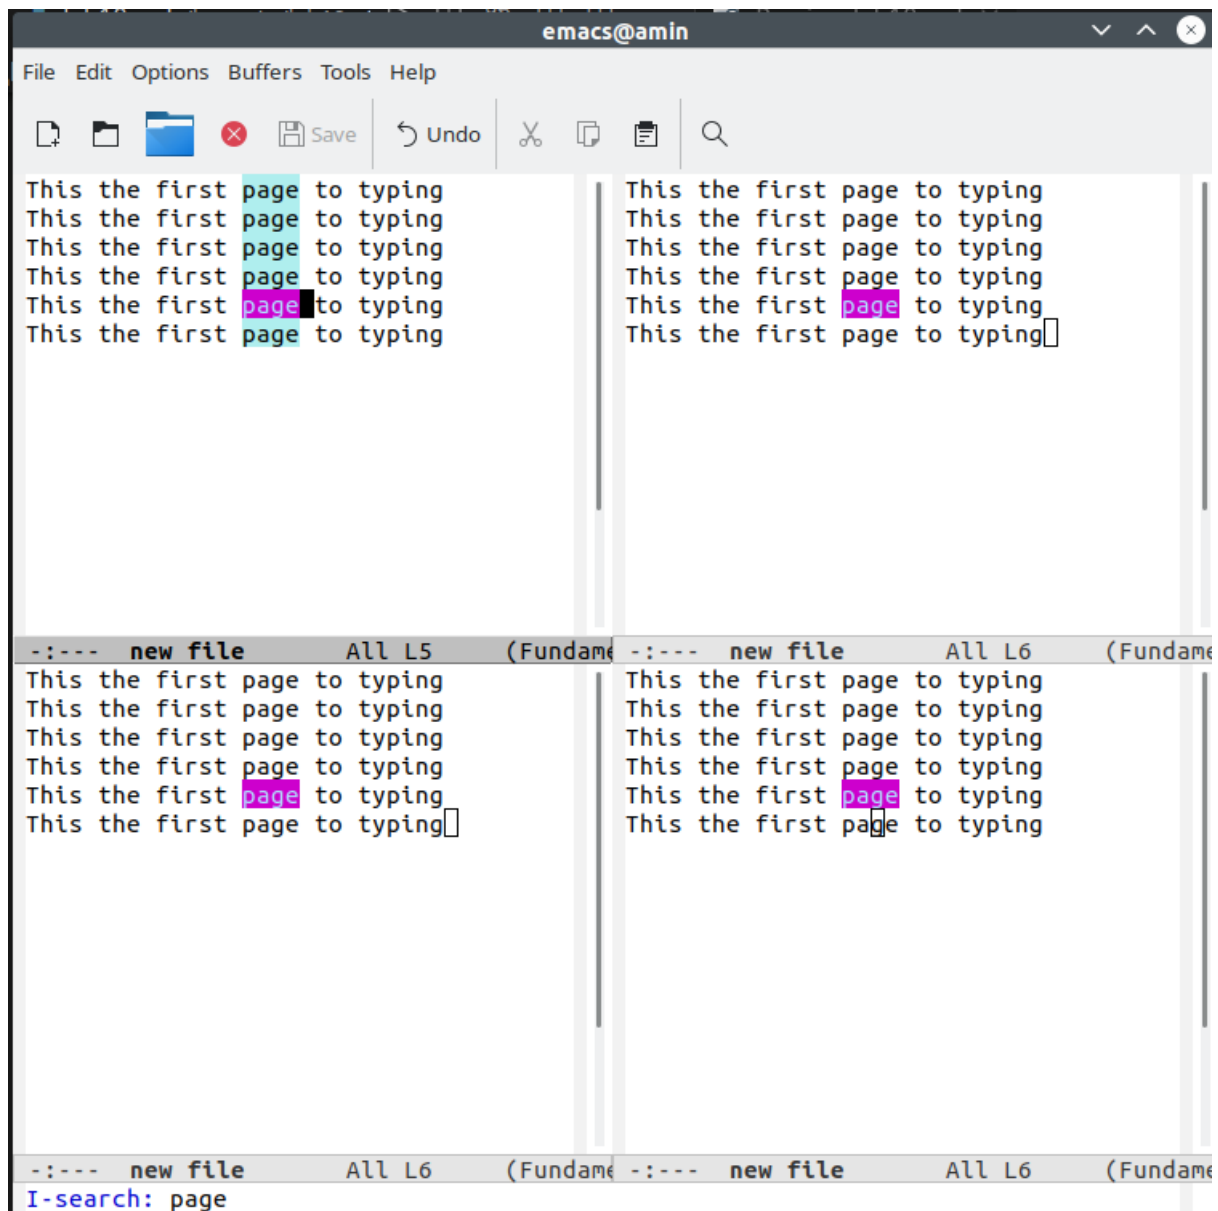 emacs@amin
File Edit Options Buffers Tools Help
Save Undo
This the first page to typing
This the first page to typing
This the first page to typing
This the first page to typing
This the first page to typing
This the first page to typing
-:--- new file All L5 (Fundame
This the first page to typing
This the first page to typing
This the first page to typing
This the first page to typing
This the first page to typing
This the first page to typing
-:--- new file All L6 (Fundame
This the first page to typing
This the first page to typing
This the first page to typing
This the first page to typing
This the first page to typing
This the first page to typing
-:--- new file All L6 (Fundame
This the first page to typing
This the first page to typing
This the first page to typing
This the first page to typing
This the first page to typing
This the first page to typing
-:--- new file All L6 (Fundame
I-search: page